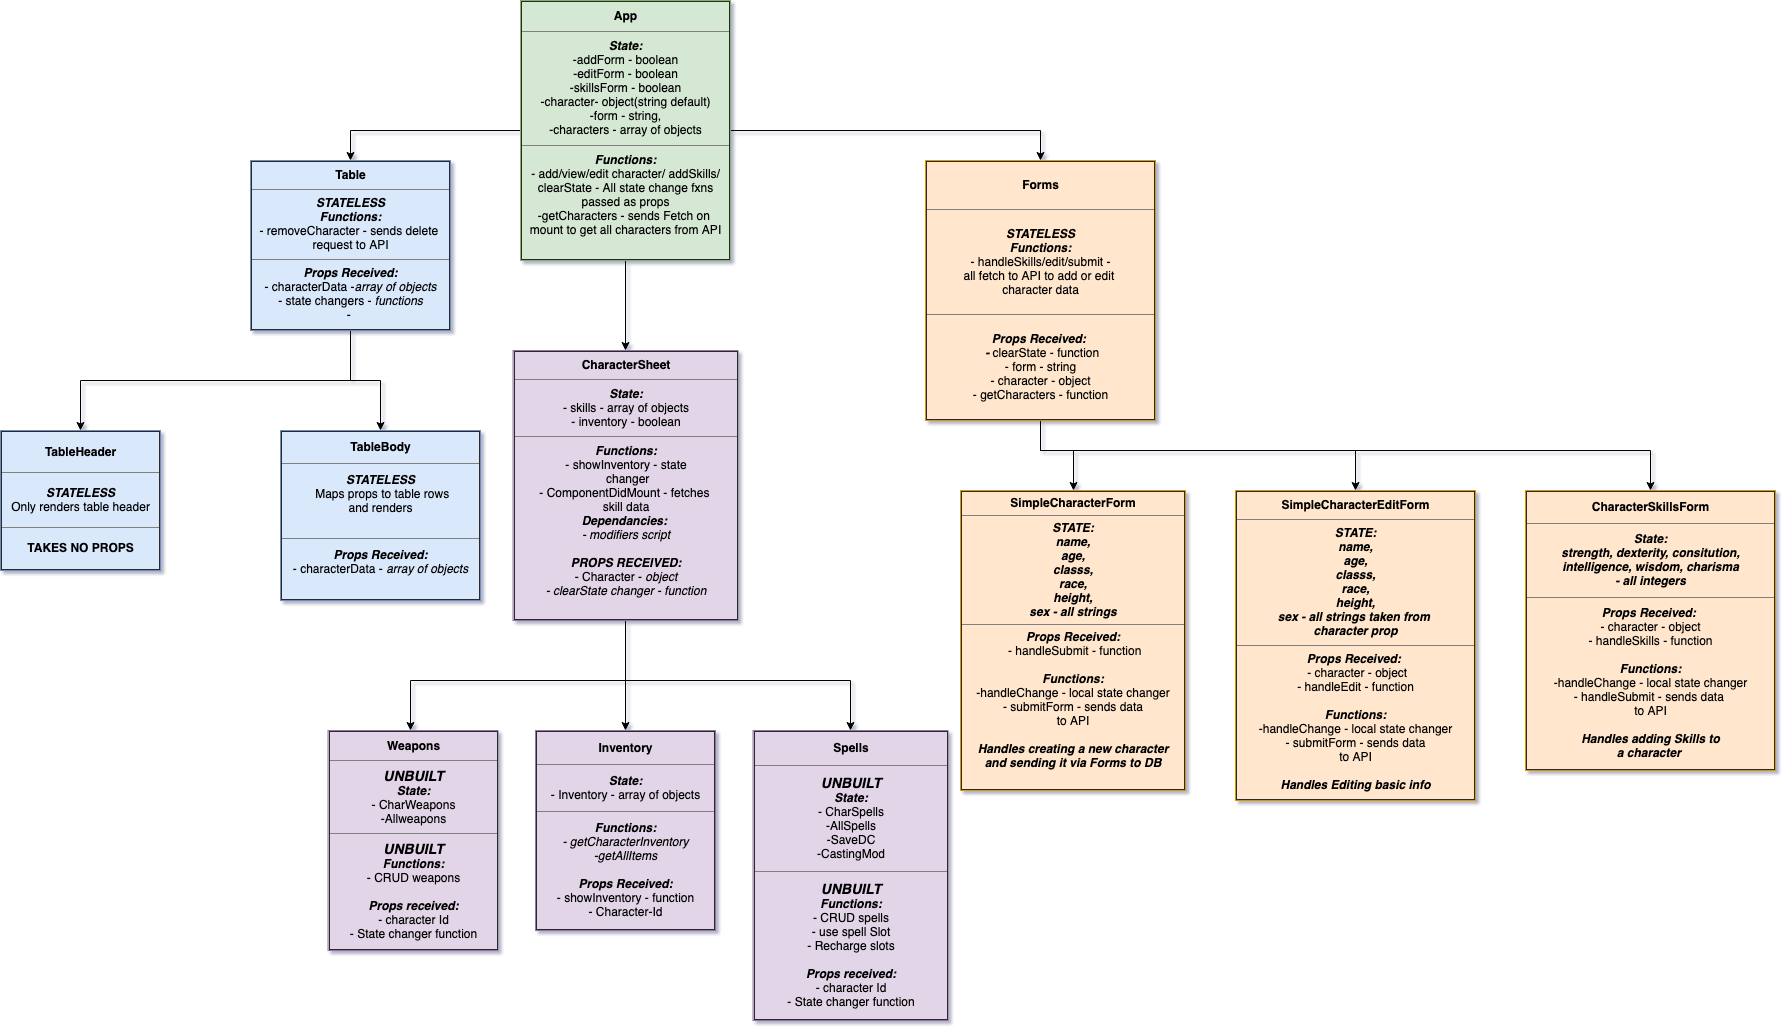 App
State:
-addForm - boolean
-editForm - boolean
-skillsForm - boolean
-character- object(string default)
-form - string,
-characters - array of objects
Functions:
- add/view/edit character/ addSkills/
clearState - All state change fxns
passed as props
-getCharacters - sends Fetch on
mount to get all characters from API
Table
STATELESS
Functions:
- removeCharacter - sends delete
request to API
Props Received:
- characterData -array of objects
- state changers - functions
-
Forms
STATELESS
Functions:
- handleSkills/edit/submit -
all fetch to API to add or edit
character data
Props Received:
- clearState - function
- form - string
- character - object
- getCharacters - function
TableHeader
STATELESS
Only renders table header
TAKES NO PROPS
TableBody
STATELESS
Maps props to table rows
and renders
Props Received:
- characterData - array of objects
CharacterSheet
State:
- skills - array of objects
- inventory - boolean
Functions:
- showInventory - state
changer
- ComponentDidMount - fetches
skill data
Dependancies:
- modifiers script
PROPS RECEIVED:
- Character - object
- clearState changer - function
SimpleCharacterForm
STATE:
name,
age,
classs,
race,
height,
sex - all strings
Props Received:
- handleSubmit - function
Functions:
-handleChange - local state changer
- submitForm - sends data
to API
Handles creating a new character
and sending it via Forms to DB
SimpleCharacterEditForm
STATE:
name,
age,
classs,
race,
height,
sex - all strings taken from
character prop
Props Received:
- character - object
- handleEdit - function
Functions:
-handleChange - local state changer
- submitForm - sends data
to API
Handles Editing basic info
CharacterSkillsForm
State:
strength, dexterity, consitution,
intelligence, wisdom, charisma
- all integers
Props Received:
- character - object
- handleSkills - function
Functions:
-handleChange - local state changer
- handleSubmit - sends data
to API
Handles adding Skills to
a character
Weapons
UNBUILT
State:
- CharWeapons
-Allweapons
UNBUILT
Functions:
- CRUD weapons
Props received:
- character Id
- State changer function
Inventory
State:
- Inventory - array of objects
Functions:
- getCharacterInventory
-getAllItems
Props Received:
- showInventory - function
- Character-Id
Spells
UNBUILT
State:
- CharSpells
-AllSpells
-SaveDC
-CastingMod
UNBUILT
Functions:
- CRUD spells
- use spell Slot
- Recharge slots
Props received:
- character Id
- State changer function